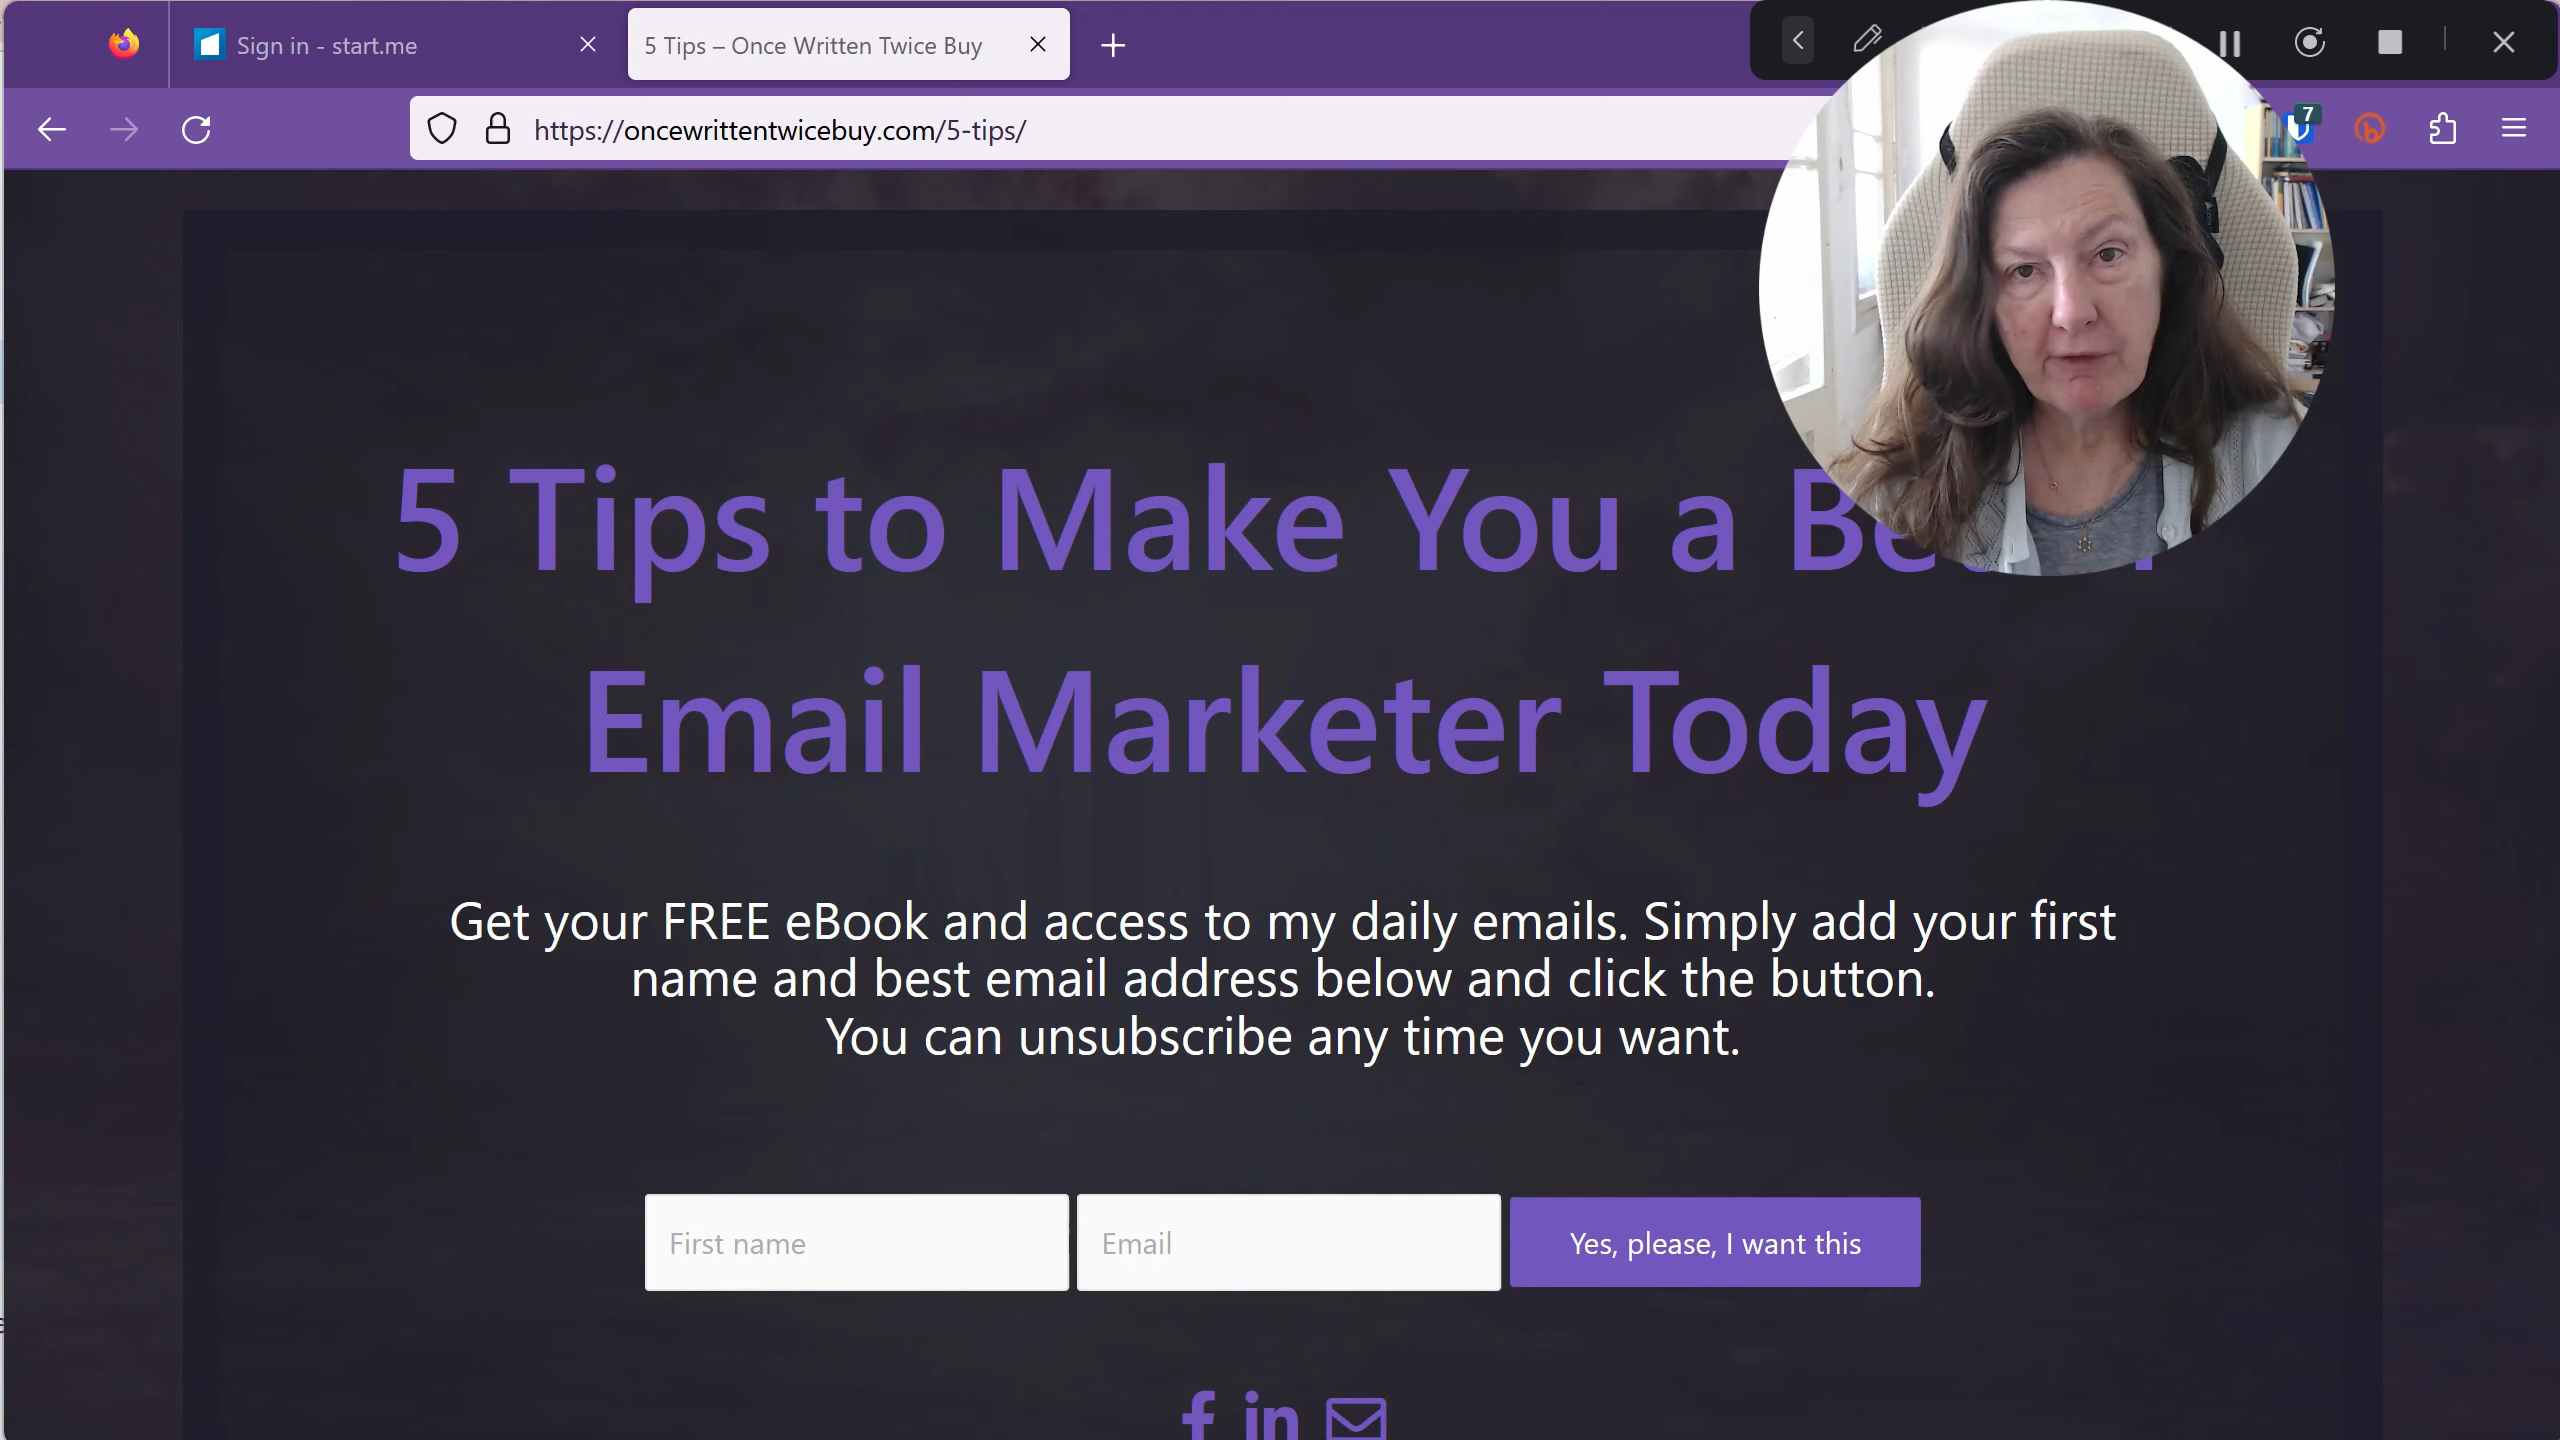 Sign in - start.me
5 Tips – Once Written Twice Buy
https://oncewrittentwicebuy.com/5-tips/
7
5 Tips to Make You a
Email Marketer Today
Get your FREE eBook and access to my daily emails. Simply add your first
name and best email address below and click the button.
You can unsubscribe any time you want.
First name
Email
Yes, please, I want this
f in